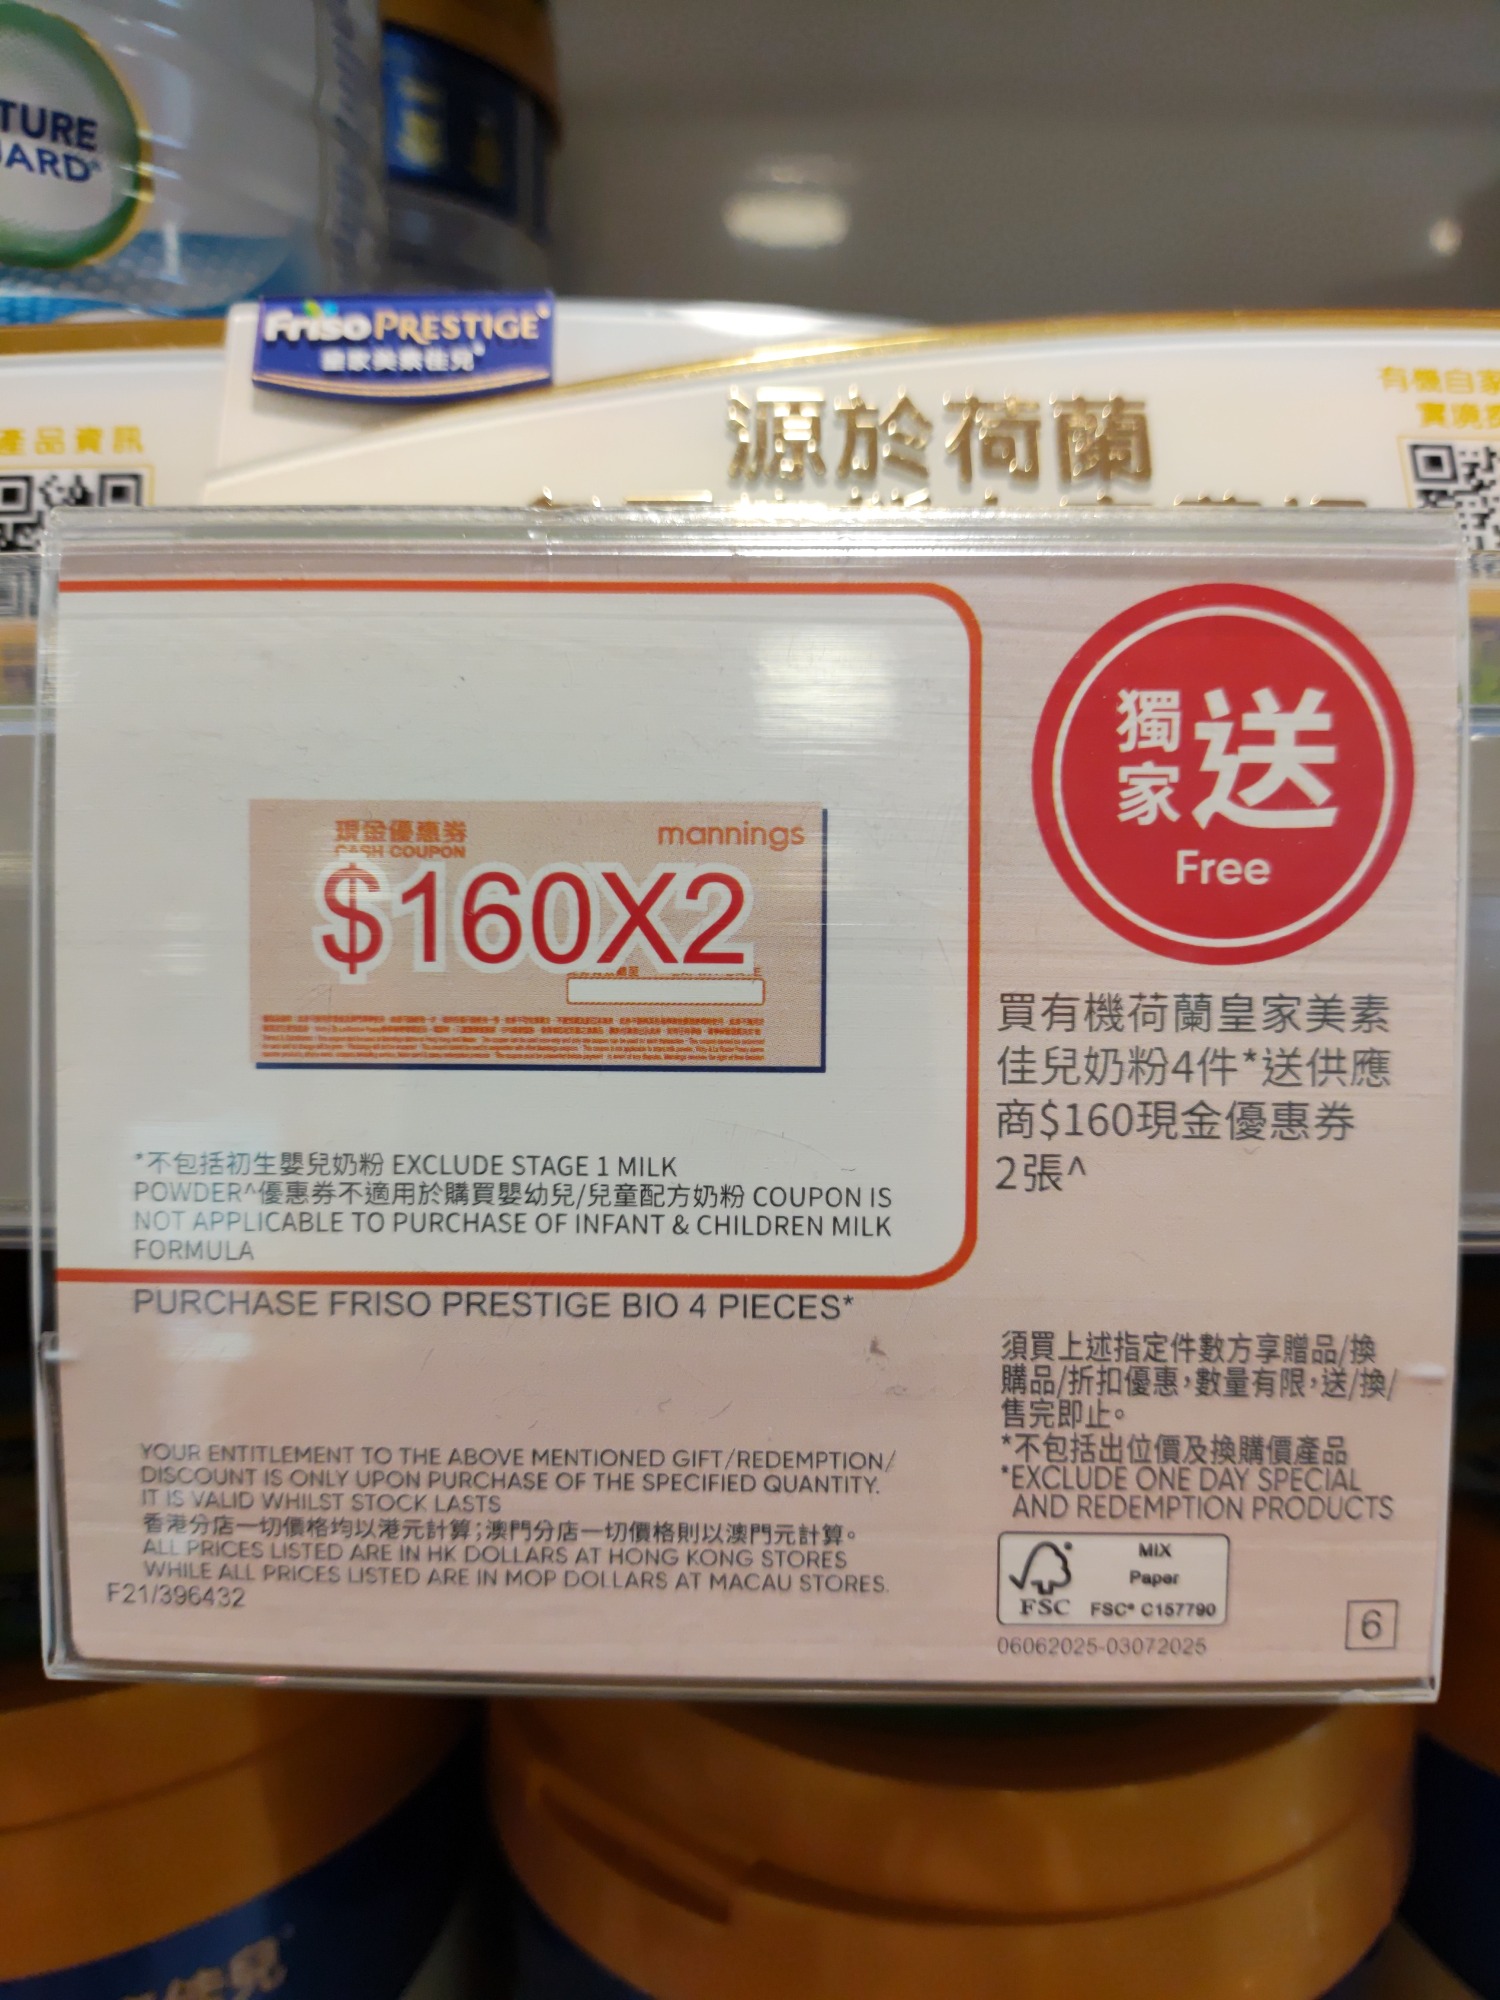 TURE
ARD
Friso PRESTIGE
皇家美素佳兒
源於荷蘭
產品資訊
有機自家
獨家送
Free
現金優惠券
CASH COUPON
mannings
$160X2
買有機荷蘭皇家美素
佳兒奶粉4件*送供應
商$160現金優惠券
2張^
*不包括初生嬰兒奶粉 EXCLUDE STAGE 1 MILK
POWDER^優惠券不適用於購買嬰幼兒/兒童配方奶粉 COUPON IS
NOT APPLICABLE TO PURCHASE OF INFANT & CHILDREN MILK
FORMULA
PURCHASE FRISO PRESTIGE BIO 4 PIECES*
須買上述指定件數方享贈品/換
購品/折扣優惠，數量有限，送/換/
售完即止。
*不包括出位價及換購價產品
*EXCLUDE ONE DAY SPECIAL
AND REDEMPTION PRODUCTS
YOUR ENTITLEMENT TO THE ABOVE MENTIONED GIFT/REDEMPTION/
DISCOUNT IS ONLY UPON PURCHASE OF THE SPECIFIED QUANTITY.
IT IS VALID WHILST STOCK LASTS
香港分店一切價格均以港元計算；澳門分店一切價格則以澳門元計算。
ALL PRICES LISTED ARE IN HK DOLLARS AT HONG KONG STORES
WHILE ALL PRICES LISTED ARE IN MOP DOLLARS AT MACAU STORES.
F21/396432
MIX
Paper
FSC FSC® C157790
06062025-03072025
6
佳兒